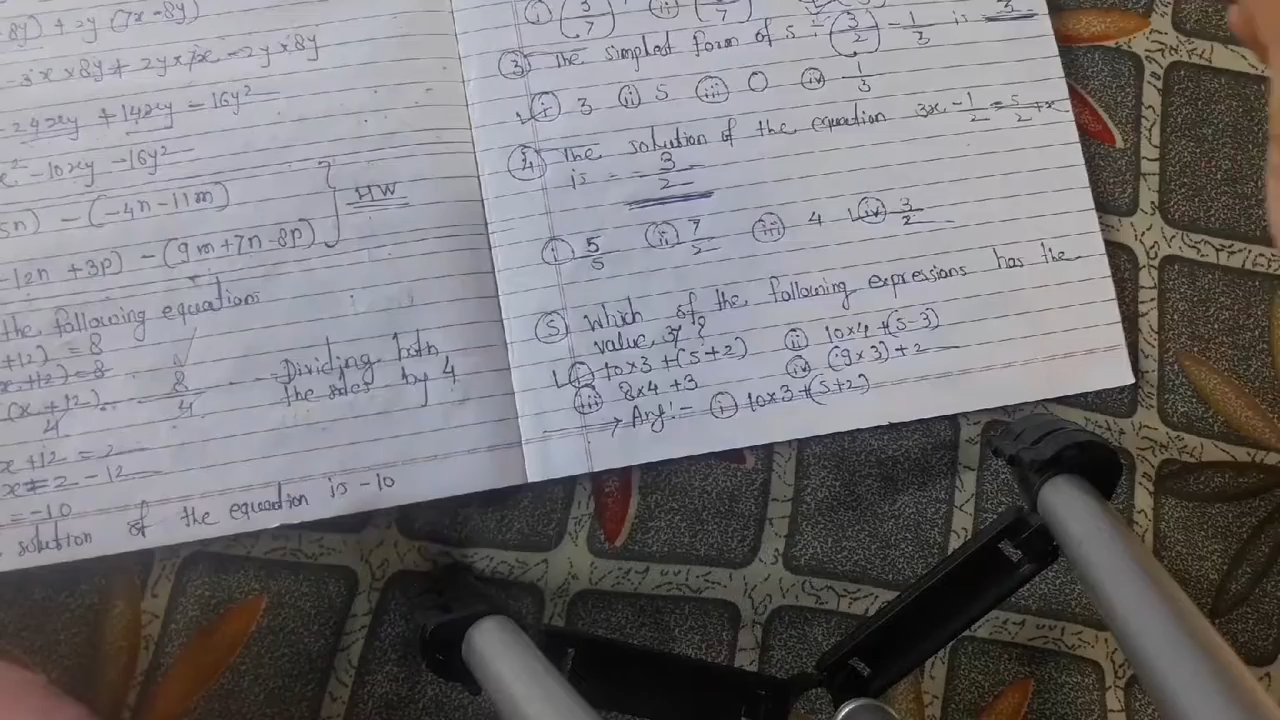 8y) + 2y (7x - 8y)
- 3x × 8y + 2y × 7x - 2y × 8y
- 24xy + 14xy - 16y²
x² - 10xy - 16y²
5n) - (-4n - 11m)
HW
- 12n + 3p) - (9m + 7n - 8p)
the following equations
+12) = 8
(x + 12) 8
4 4
Dividing both
the sides by 4
x + 12 = 2
x = 2 - 12
= -10
solution of the equation is -10
③ The simplest form of 5 ÷ (3/2) - 1/3 is 3
i 3 ii 5 iii 0 iv 1/3
④ The solution of the equation 3x - 1/2 = 5/2 + x
is - 3/2
i 5/5 ii 7/2 iii 4 iv 3/2
⑤ Which of the following expressions has the
value 37?
i 10×3 + (5+2) ii 10×4 + (5-3)
iii 8×4 +3 iv (9×3) + 2
→ Ans:= i 10×3 + (5+2)